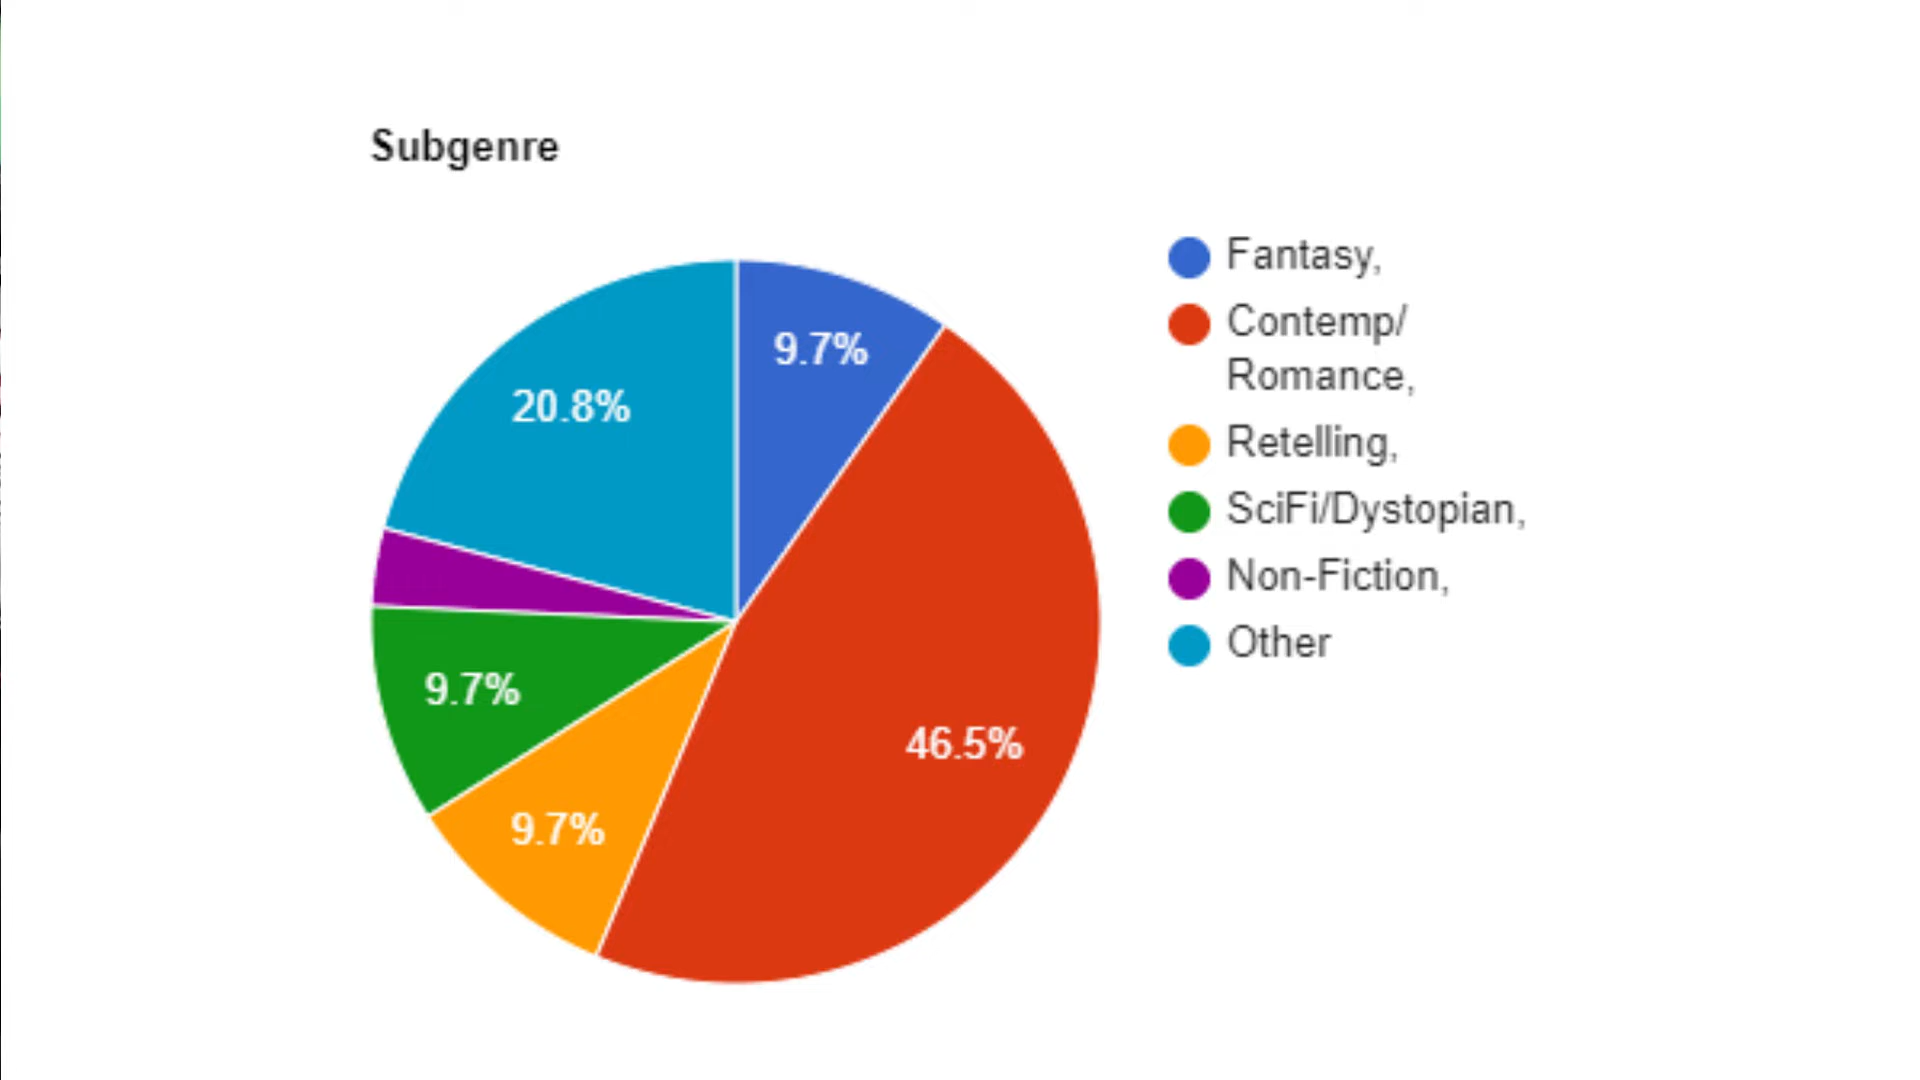 Subgenre
Fantasy,
Contemp/
Romance,
Retelling,
SciFi/Dystopian,
Non-Fiction,
Other
9.7%
20.8%
9.7%
46.5%
9.7%